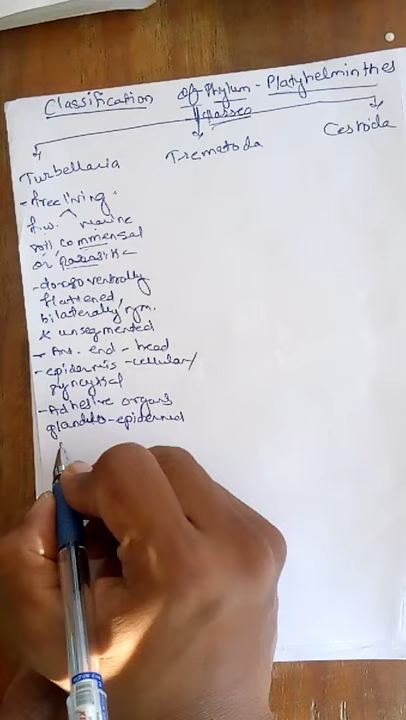 Classification of Phylum - Platyhelminthes
classes
Turbellaria
Trematoda
Cestoda
- free living
f.w. marine
soil commensal
or parasitic
- dorsoventrally
flattened,
bilaterally sym.
& unsegmented
- Ant. end - head
- epidermis - cellular/
syncytial
- Adhesive organs
glandulo-epidermal